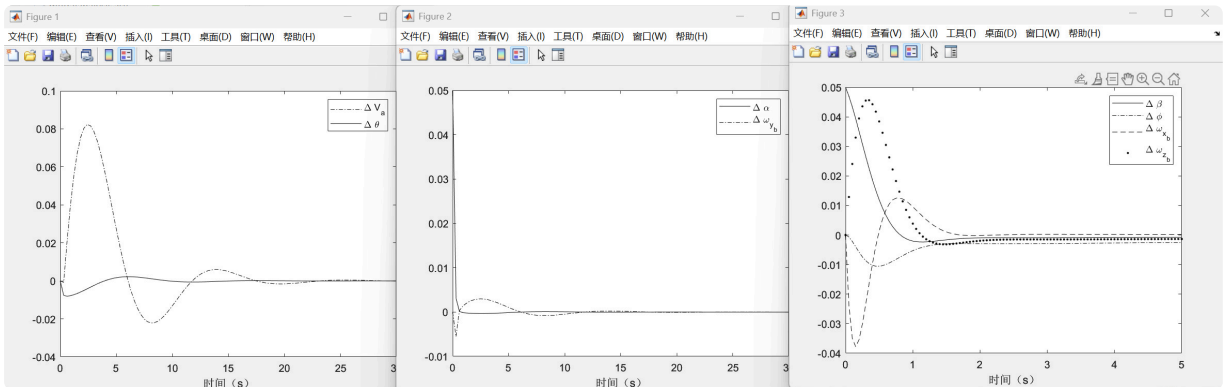 Figure 1
文件(F) 编辑(E) 查看(V) 插入(I) 工具(T) 桌面(D) 窗口(W) 帮助(H)
0.1
0.08
0.06
0.04
0.02
0
-0.02
-0.04
0 5 10 15 20 25 3
时间（s）
Δ V_a
Δ θ
Figure 2
文件(F) 编辑(E) 查看(V) 插入(I) 工具(T) 桌面(D) 窗口(W) 帮助(H)
0.05
0.04
0.03
0.02
0.01
0
-0.01
0 5 10 15 20 25 3
时间（s）
Δ α
Δ ω_y_b
Figure 3
文件(F) 编辑(E) 查看(V) 插入(I) 工具(T) 桌面(D) 窗口(W) 帮助(H)
0.05
0.04
0.03
0.02
0.01
0
-0.01
-0.02
-0.03
-0.04
0 1 2 3 4 5
时间（s）
Δ β
Δ ϕ
Δ ω_x_b
Δ ω_z_b